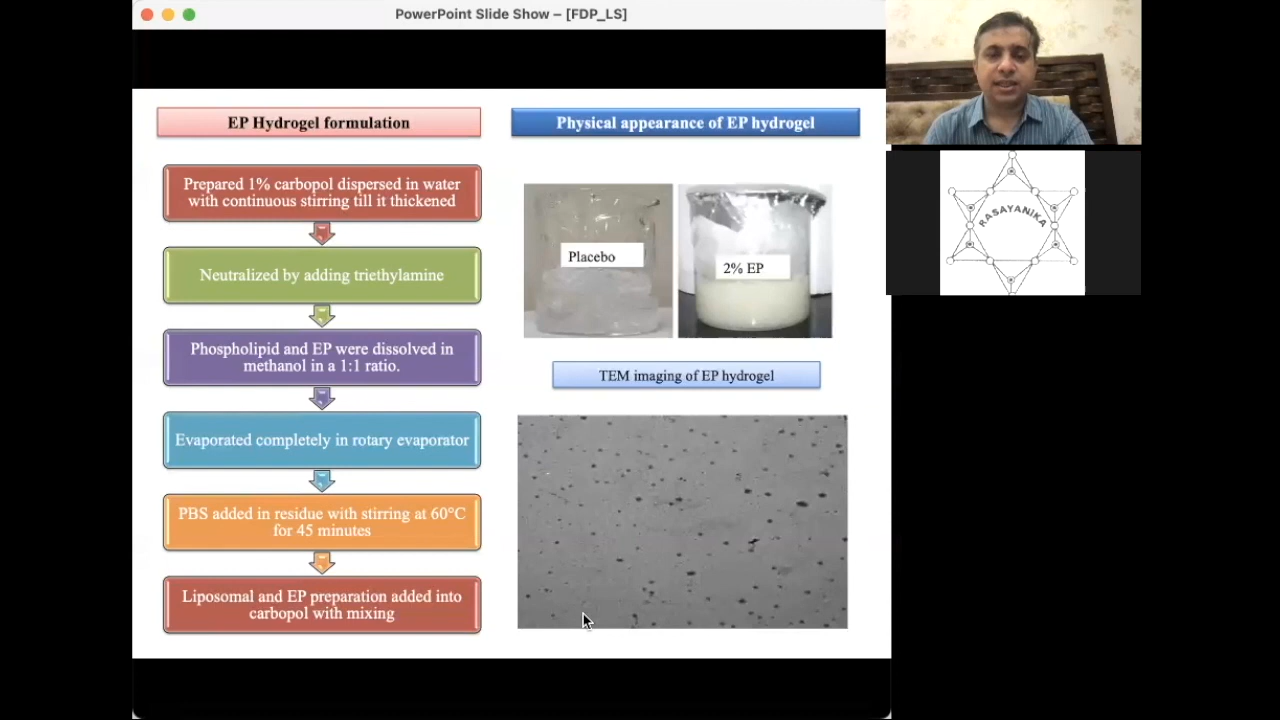 PowerPoint Slide Show – [FDP_LS]
EP Hydrogel formulation
Prepared 1% carbopol dispersed in water
with continuous stirring till it thickened
Neutralized by adding triethylamine
Phospholipid and EP were dissolved in
methanol in a 1:1 ratio.
Evaporated completely in rotary evaporator
PBS added in residue with stirring at 60°C
for 45 minutes
Liposomal and EP preparation added into
carbopol with mixing
Physical appearance of EP hydrogel
Placebo
2% EP
TEM imaging of EP hydrogel
RASAYANIKA